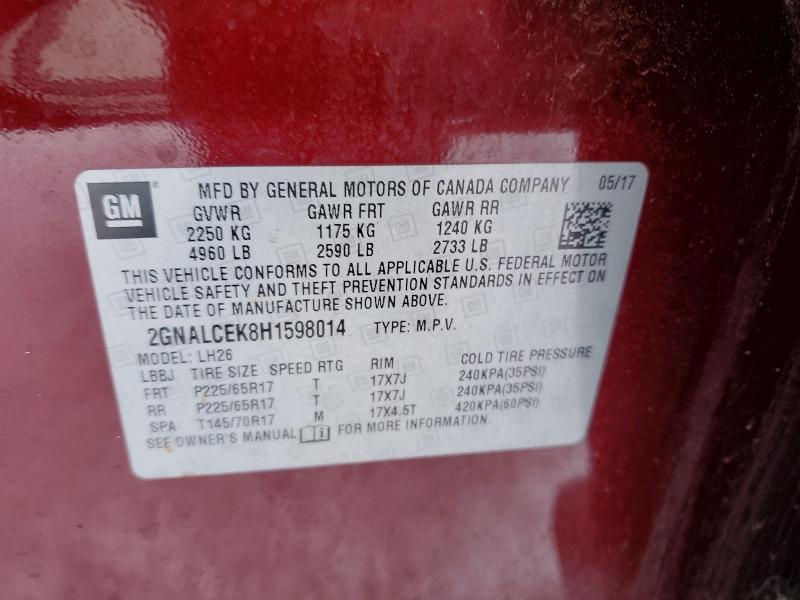 GM® MFD BY GENERAL MOTORS OF CANADA COMPANY 05/17
GVWR GAWR FRT GAWR RR
2250 KG 1175 KG 1240 KG
4960 LB 2590 LB 2733 LB
THIS VEHICLE CONFORMS TO ALL APPLICABLE U.S. FEDERAL MOTOR
VEHICLE SAFETY AND THEFT PREVENTION STANDARDS IN EFFECT ON
THE DATE OF MANUFACTURE SHOWN ABOVE.
2GNALCEK8H1598014 TYPE: M.P.V.
MODEL: LH26
LBBJ TIRE SIZE SPEED RTG RIM COLD TIRE PRESSURE
FRT P225/65R17 T 17X7J 240KPA(35PSI)
RR P225/65R17 T 17X7J 240KPA(35PSI)
SPA T145/70R17 M 17X4.5T 420KPA(60PSI)
SEE OWNER'S MANUAL FOR MORE INFORMATION.